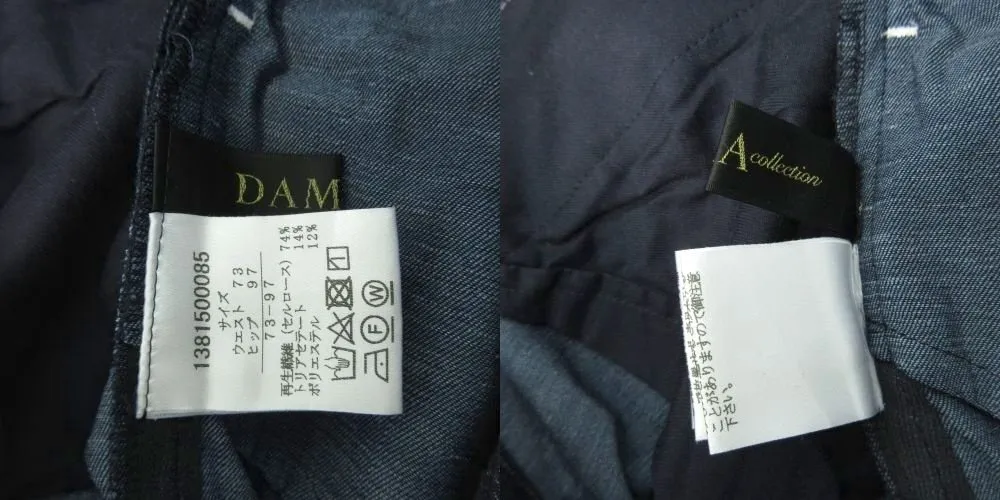 DAM
1381500085
サイズ
ウエスト 73
ヒップ 97
73-97
再生繊維 (セルロース) 74%
トリアセテート 14%
ポリエステル 12%
F W
A collection
ことがありますので御注意
下さい。